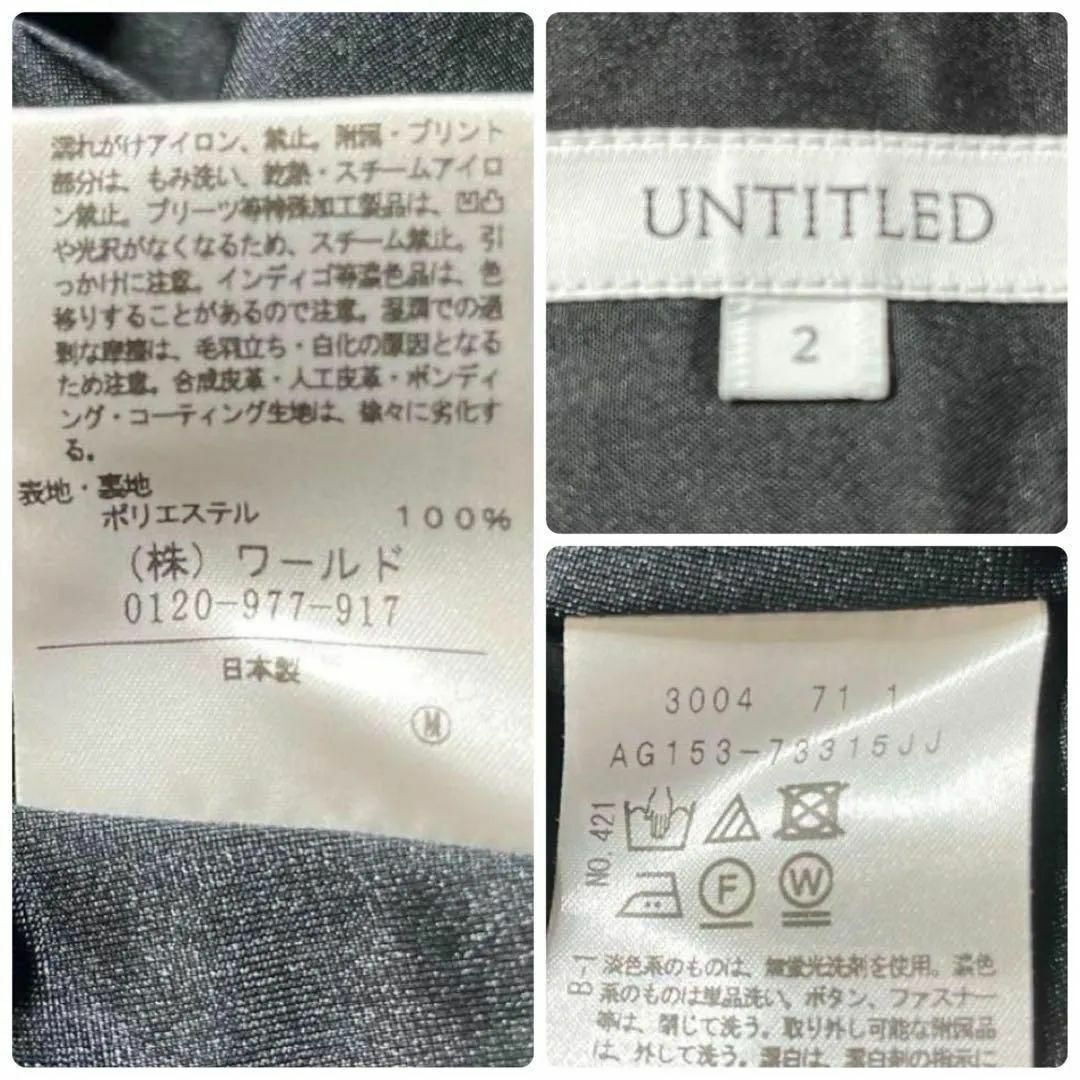 濡れがけアイロン、禁止。附属・プリント
部分は、もみ洗い、乾燥・スチームアイロ
ン禁止。プリーツ等特殊加工製品は、凹凸
や光沢がなくなるため、スチーム禁止。引
っかけに注意。インディゴ等濃色品は、色
移りすることがあるので注意。湿潤での過
剰な摩擦は、毛羽立ち・白化の原因となる
ため注意。合成皮革・人工皮革・ボンディ
ング・コーティング生地は、徐々に劣化す
る。
表地・裏地
ポリエステル 100%
(株) ワールド
0120-977-917
日本製
M
UNTITLED
2
3004 71 1
AG153-73315JJ
NO.421
F W
B-1
淡色系のものは、無蛍光洗剤を使用。濃色
系のものは単品洗い、ボタン、ファスナー
等は、閉じて洗う。取り外し可能な附属品
は、外して洗う。漂白は、漂白剤の指示に